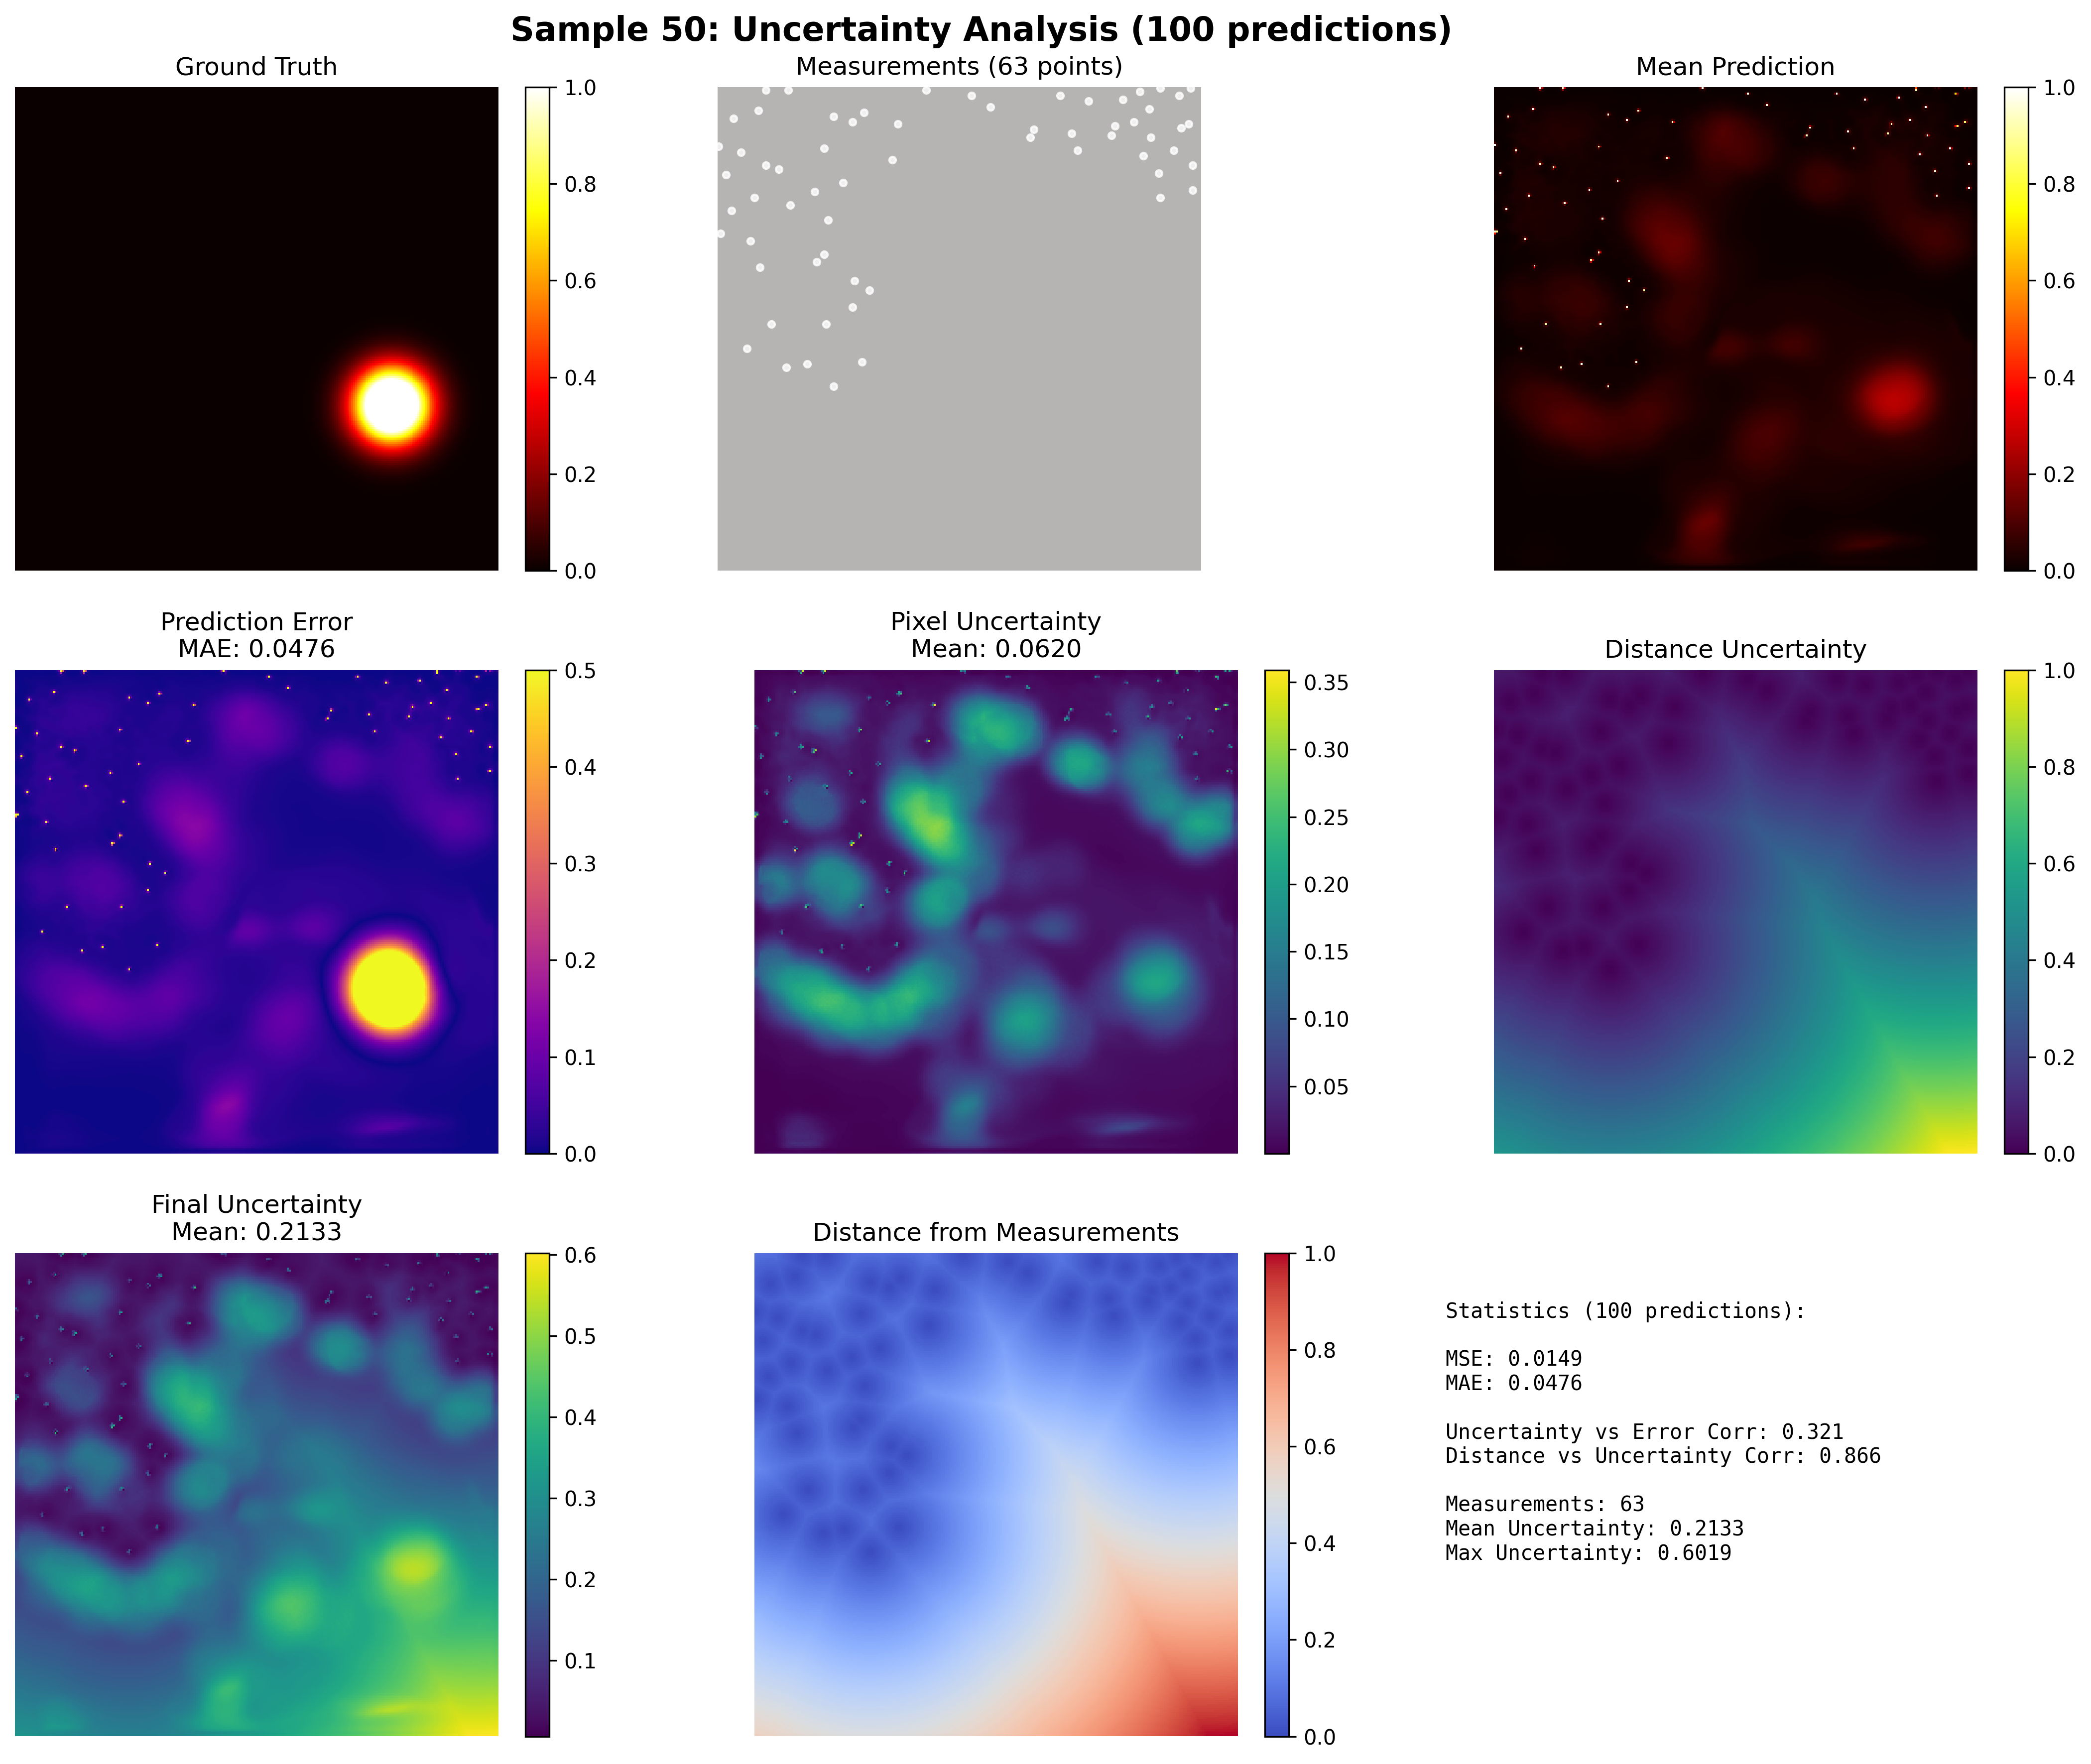 Sample 50: Uncertainty Analysis (100 predictions)
Ground Truth
1.0
0.8
0.6
0.4
0.2
0.0
Measurements (63 points)
Mean Prediction
1.0
0.8
0.6
0.4
0.2
0.0
Prediction Error
MAE: 0.0476
0.5
0.4
0.3
0.2
0.1
0.0
Pixel Uncertainty
Mean: 0.0620
0.35
0.30
0.25
0.20
0.15
0.10
0.05
Distance Uncertainty
1.0
0.8
0.6
0.4
0.2
0.0
Final Uncertainty
Mean: 0.2133
0.6
0.5
0.4
0.3
0.2
0.1
Distance from Measurements
1.0
0.8
0.6
0.4
0.2
0.0
Statistics (100 predictions):
MSE: 0.0149
MAE: 0.0476
Uncertainty vs Error Corr: 0.321
Distance vs Uncertainty Corr: 0.866
Measurements: 63
Mean Uncertainty: 0.2133
Max Uncertainty: 0.6019